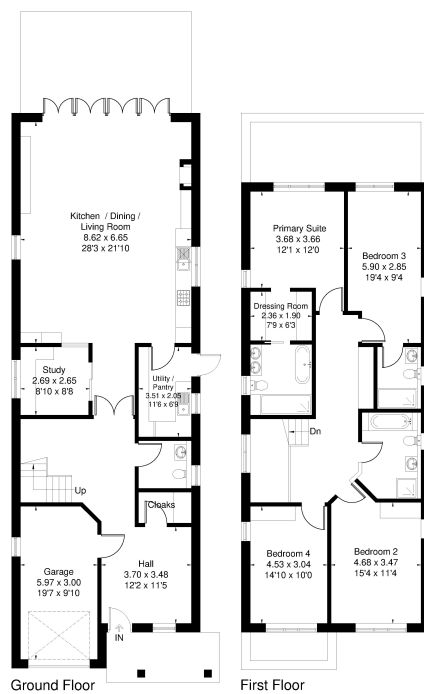 Kitchen / Dining /
Living Room
8.62 x 6.65
28'3 x 21'10
Study
2.69 x 2.65
8'10 x 8'8
Utility /
Pantry
3.51 x 2.05
11'6 x 6'9
Up
Cloaks
Garage
5.97 x 3.00
19'7 x 9'10
Hall
3.70 x 3.48
12'2 x 11'5
IN
Ground Floor
Primary Suite
3.68 x 3.66
12'1 x 12'0
Bedroom 3
5.90 x 2.85
19'4 x 9'4
Dressing Room
2.36 x 1.90
7'9 x 6'3
Dn
Bedroom 4
4.53 x 3.04
14'10 x 10'0
Bedroom 2
4.68 x 3.47
15'4 x 11'4
First Floor